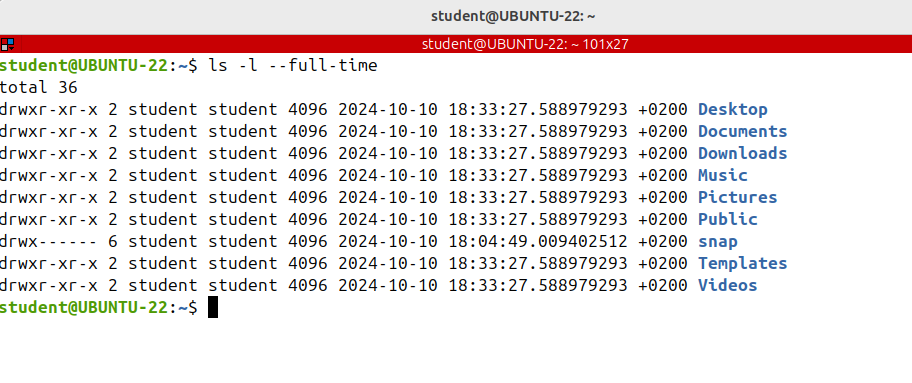 student@UBUNTU-22: ~
student@UBUNTU-22: ~ 101x27
student@UBUNTU-22:~$ ls -l --full-time
total 36
drwxr-xr-x 2 student student 4096 2024-10-10 18:33:27.588979293 +0200 Desktop
drwxr-xr-x 2 student student 4096 2024-10-10 18:33:27.588979293 +0200 Documents
drwxr-xr-x 2 student student 4096 2024-10-10 18:33:27.588979293 +0200 Downloads
drwxr-xr-x 2 student student 4096 2024-10-10 18:33:27.588979293 +0200 Music
drwxr-xr-x 2 student student 4096 2024-10-10 18:33:27.588979293 +0200 Pictures
drwxr-xr-x 2 student student 4096 2024-10-10 18:33:27.588979293 +0200 Public
drwx------ 6 student student 4096 2024-10-10 18:04:49.009402512 +0200 snap
drwxr-xr-x 2 student student 4096 2024-10-10 18:33:27.588979293 +0200 Templates
drwxr-xr-x 2 student student 4096 2024-10-10 18:33:27.588979293 +0200 Videos
student@UBUNTU-22:~$